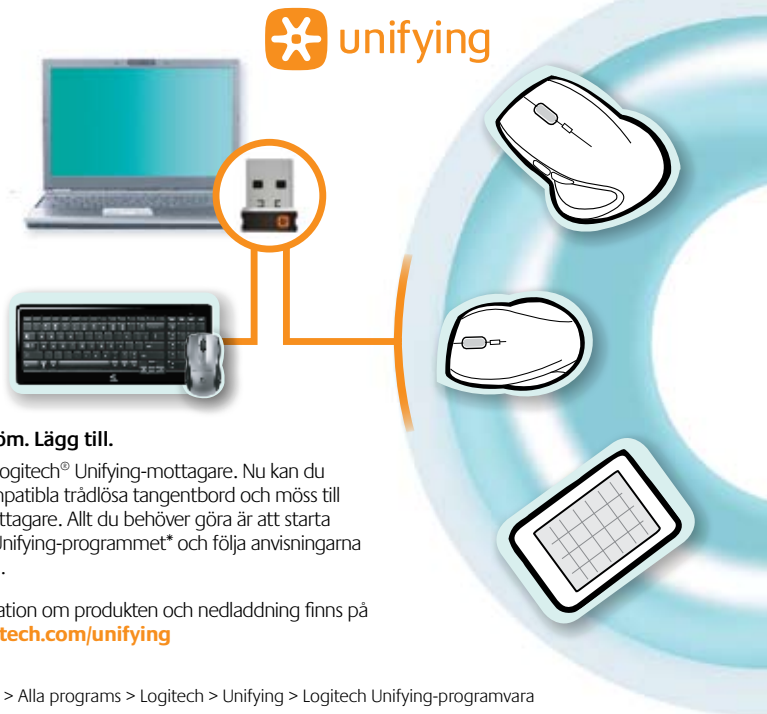 unifying
öm. Lägg till.
ogitech® Unifying-mottagare. Nu kan du
patibla trådlösa tangentbord och möss till
ttagare. Allt du behöver göra är att starta
Unifying-programmet* och följa anvisningarna
.
ation om produkten och nedladdning finns på
tech.com/unifying
> Alla programs > Logitech > Unifying > Logitech Unifying-programvara